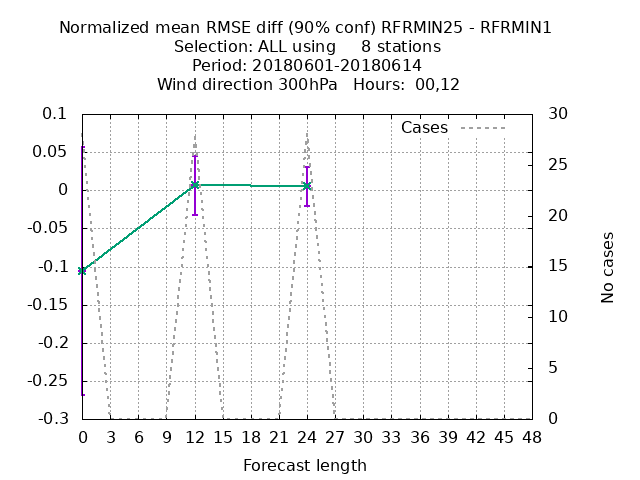 Normalized mean RMSE diff (90% conf) RFRMIN25 - RFRMIN1
Selection: ALL using     8 stations
Period: 20180601-20180614
Wind direction 300hPa   Hours:  00,12
Cases
0.1
0.05
0
-0.05
-0.1
-0.15
-0.2
-0.25
-0.3
30
25
20
15
10
5
0
No cases
0 3 6 9 12 15 18 21 24 27 30 33 36 39 42 45 48
Forecast length